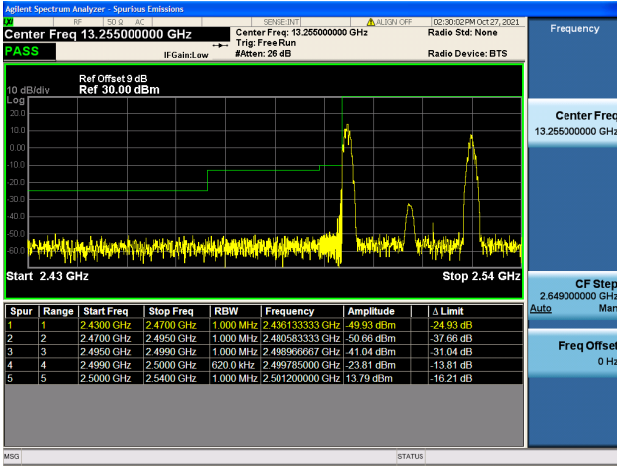 Agilent Spectrum Analyzer - Spurious Emissions
RF 50 Ω AC SENSE:INT ALIGN OFF 02:30:02 PM Oct 27, 2021
Center Freq 13.255000000 GHz Center Freq: 13.255000000 GHz Radio Std: None
Trig: Free Run
PASS IFGain:Low #Atten: 26 dB Radio Device: BTS
Ref Offset 9 dB
10 dB/div Ref 30.00 dBm
Log
20.0
10.0
0.00
-10.0
-20.0
-30.0
-40.0
-50.0
-60.0
Start 2.43 GHz Stop 2.54 GHz
Spur Range Start Freq Stop Freq RBW Frequency Amplitude Δ Limit
1 1 2.4300 GHz 2.4700 GHz 1.000 MHz 2.436133333 GHz -49.93 dBm -24.93 dB
2 2 2.4700 GHz 2.4950 GHz 1.000 MHz 2.480583333 GHz -50.66 dBm -37.66 dB
3 3 2.4950 GHz 2.4990 GHz 1.000 MHz 2.498966667 GHz -41.04 dBm -31.04 dB
4 4 2.4990 GHz 2.5000 GHz 620.0 kHz 2.499785000 GHz -23.81 dBm -13.81 dB
5 5 2.5000 GHz 2.5400 GHz 1.000 MHz 2.501200000 GHz 13.79 dBm -16.21 dB
MSG STATUS
Frequency
Center Freq
13.255000000 GHz
CF Step
2.649000000 GHz
Auto Man
Freq Offset
0 Hz